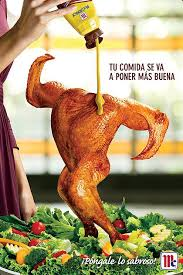 TU COMIDA SE VA
A PONER MÁS BUENA
¡Póngale lo sabroso!